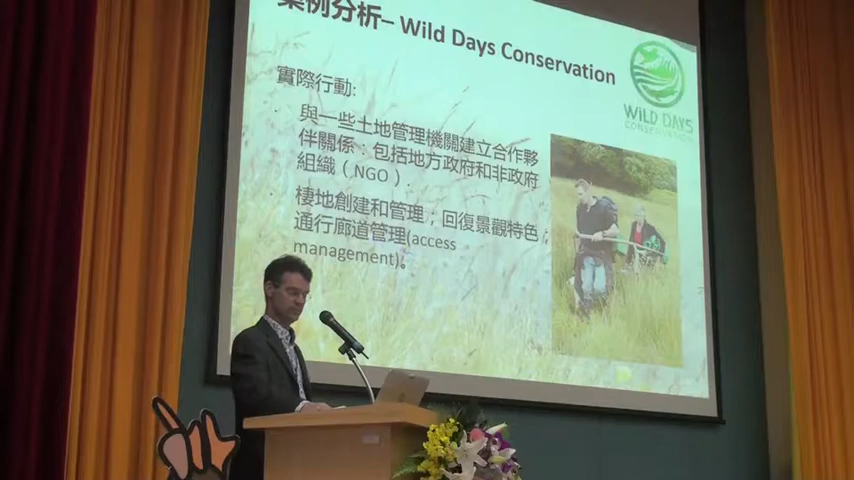 案例分析– Wild Days Conservation
WILD DAYS
CONSERVATION
實際行動:
與一些土地管理機關建立合作夥
伴關係：包括地方政府和非政府
組織（NGO）
棲地創建和管理；回復景觀特色；
通行廊道管理(access
management)。